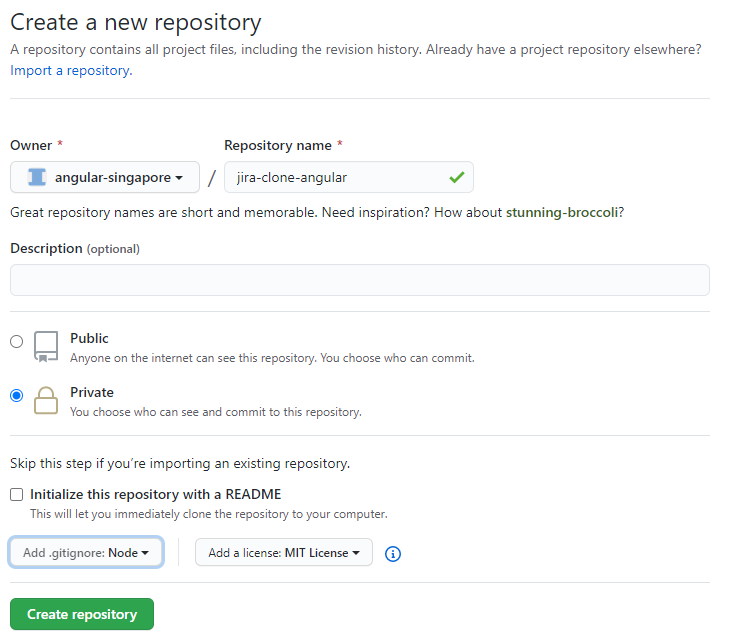 Create a new repository
A repository contains all project files, including the revision history. Already have a project repository elsewhere?
Import a repository.
Owner * Repository name *
angular-singapore / jira-clone-angular
Great repository names are short and memorable. Need inspiration? How about stunning-broccoli?
Description (optional)
Public
Anyone on the internet can see this repository. You choose who can commit.
Private
You choose who can see and commit to this repository.
Skip this step if you’re importing an existing repository.
Initialize this repository with a README
This will let you immediately clone the repository to your computer.
Add .gitignore: Node Add a license: MIT License
Create repository